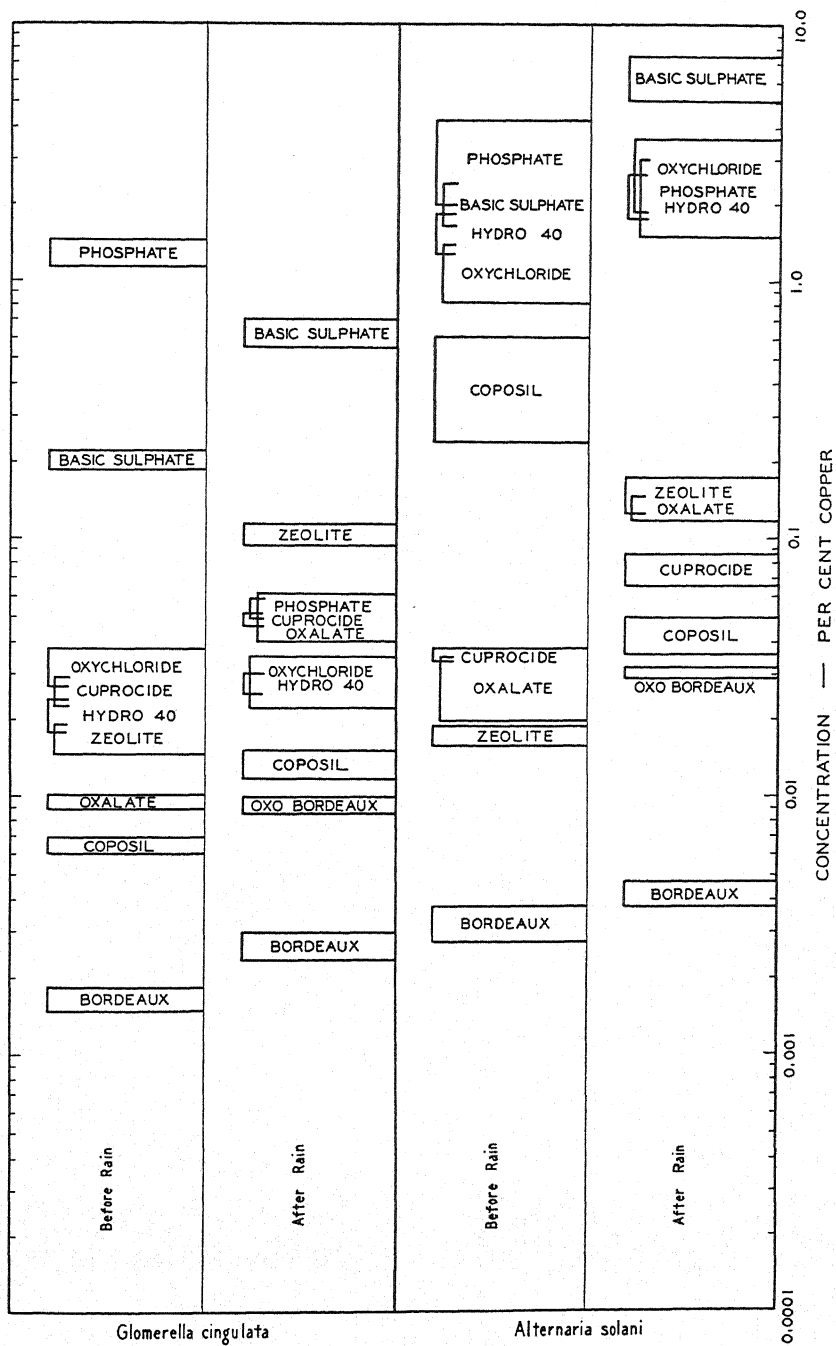 PHOSPHATE
BASIC SULPHATE
OXYCHLORIDE
CUPROCIDE
HYDRO 40
ZEOLITE
OXALATE
COPOSIL
BORDEAUX
Before Rain
BASIC SULPHATE
ZEOLITE
PHOSPHATE
CUPROCIDE
OXALATE
OXYCHLORIDE
HYDRO 40
COPOSIL
OXO BORDEAUX
BORDEAUX
After Rain
Glomerella cingulata
PHOSPHATE
BASIC SULPHATE
HYDRO 40
OXYCHLORIDE
COPOSIL
CUPROCIDE
OXALATE
ZEOLITE
BORDEAUX
Before Rain
BASIC SULPHATE
OXYCHLORIDE
PHOSPHATE
HYDRO 40
ZEOLITE
OXALATE
CUPROCIDE
COPOSIL
OXO BORDEAUX
BORDEAUX
After Rain
Alternaria solani
10.0
1.0
0.1
0.01
0.001
0.0001
CONCENTRATION — PER CENT COPPER